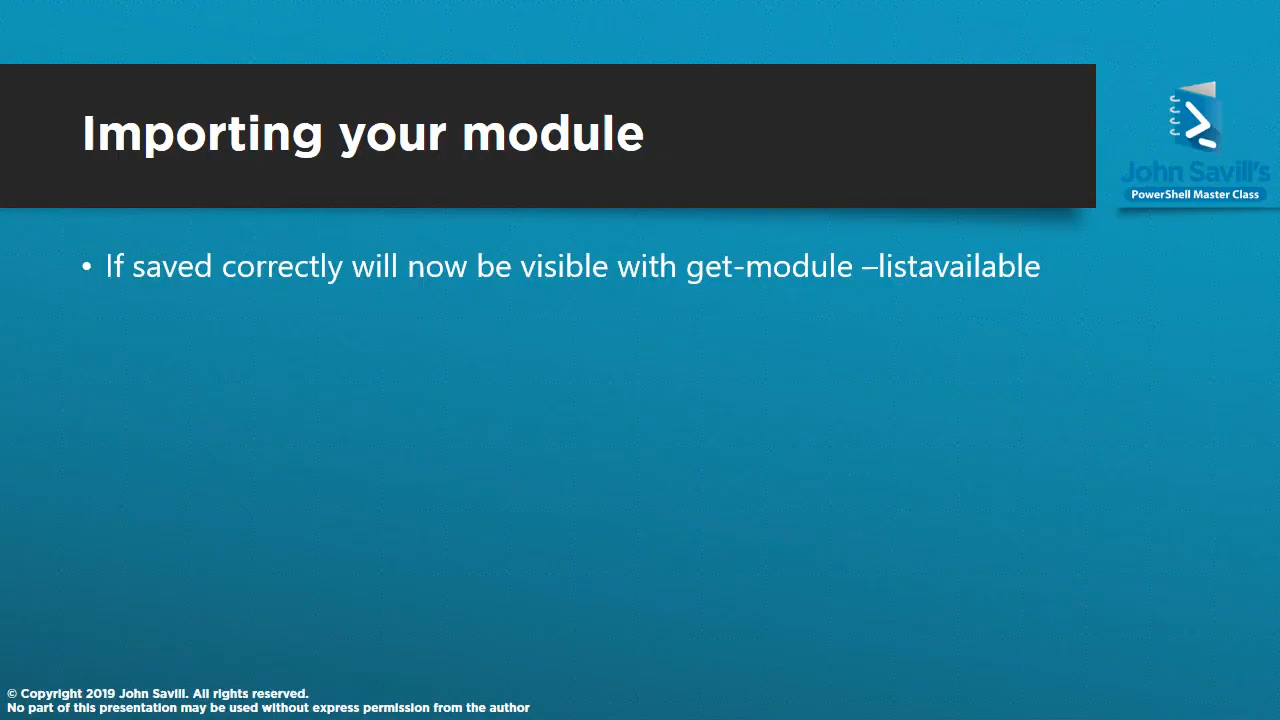 Importing your module
John Savill's
PowerShell Master Class
• If saved correctly will now be visible with get-module –listavailable
© Copyright 2019 John Savill. All rights reserved.
No part of this presentation may be used without express permission from the author